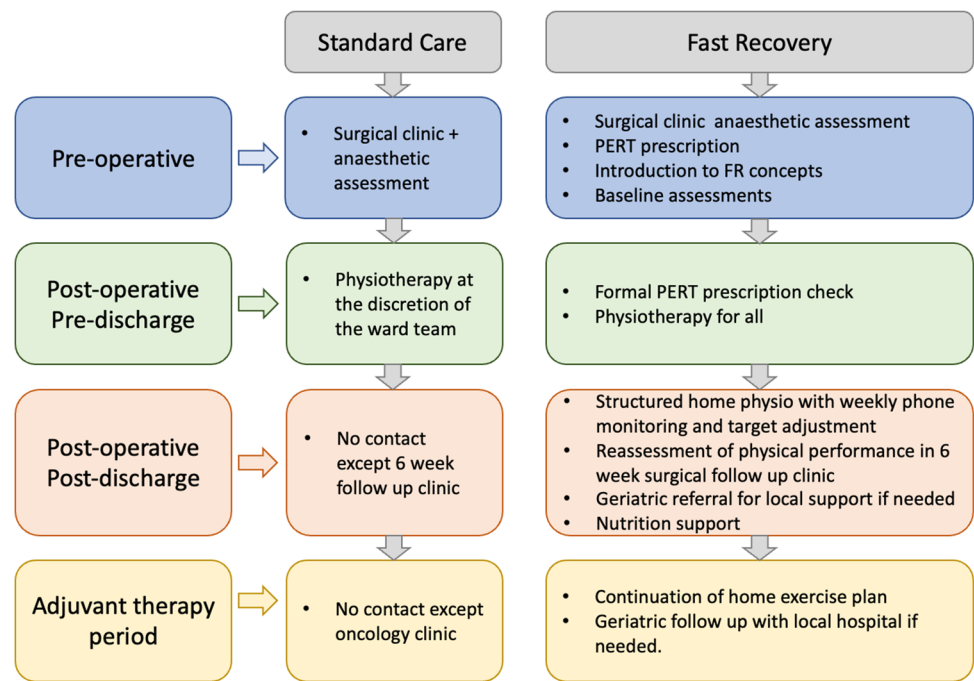 Standard Care
Fast Recovery
Pre-operative
• Surgical clinic +
anaesthetic
assessment
• Surgical clinic  anaesthetic assessment
• PERT prescription
• Introduction to FR concepts
• Baseline assessments
Post-operative
Pre-discharge
• Physiotherapy at
the discretion of
the ward team
• Formal PERT prescription check
• Physiotherapy for all
Post-operative
Post-discharge
• No contact
except 6 week
follow up clinic
• Structured home physio with weekly phone
monitoring and target adjustment
• Reassessment of physical performance in 6
week surgical follow up clinic
• Geriatric referral for local support if needed
• Nutrition support
Adjuvant therapy
period
• No contact except
oncology clinic
• Continuation of home exercise plan
• Geriatric follow up with local hospital if
needed.